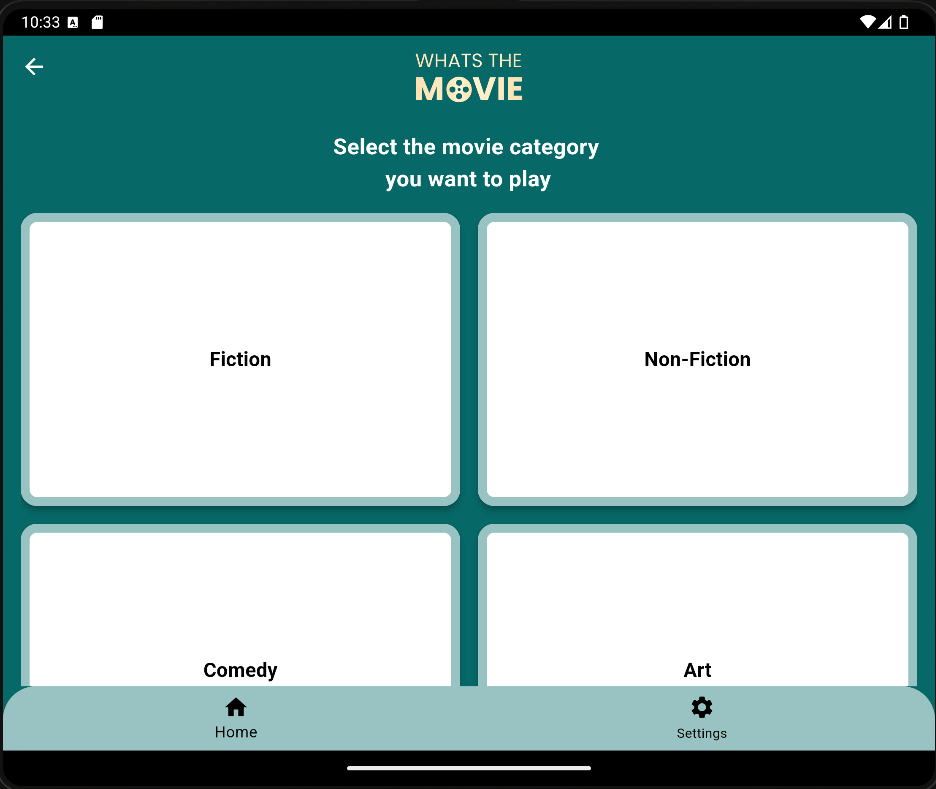 10:33 A
WHATS THE
MOVIE
Select the movie category
you want to play
Fiction
Non-Fiction
Comedy
Art
Home
Settings